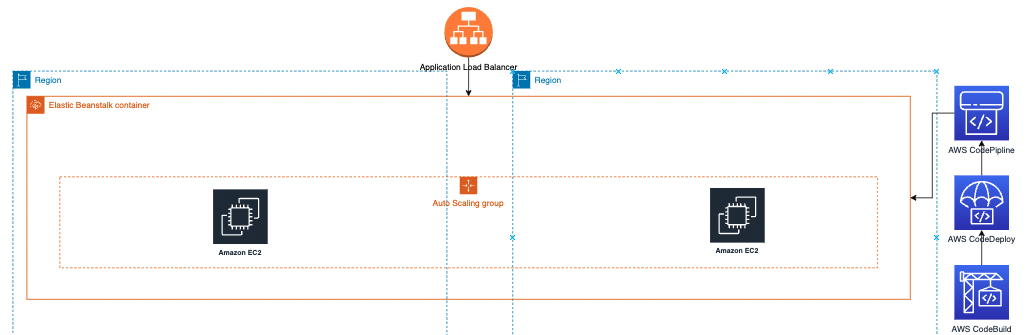 Application Load Balancer
Region
Region
Elastic Beanstalk container
AWS CodePipline
Auto Scaling group
AWS CodeDeploy
Amazon EC2
Amazon EC2
AWS CodeBuild